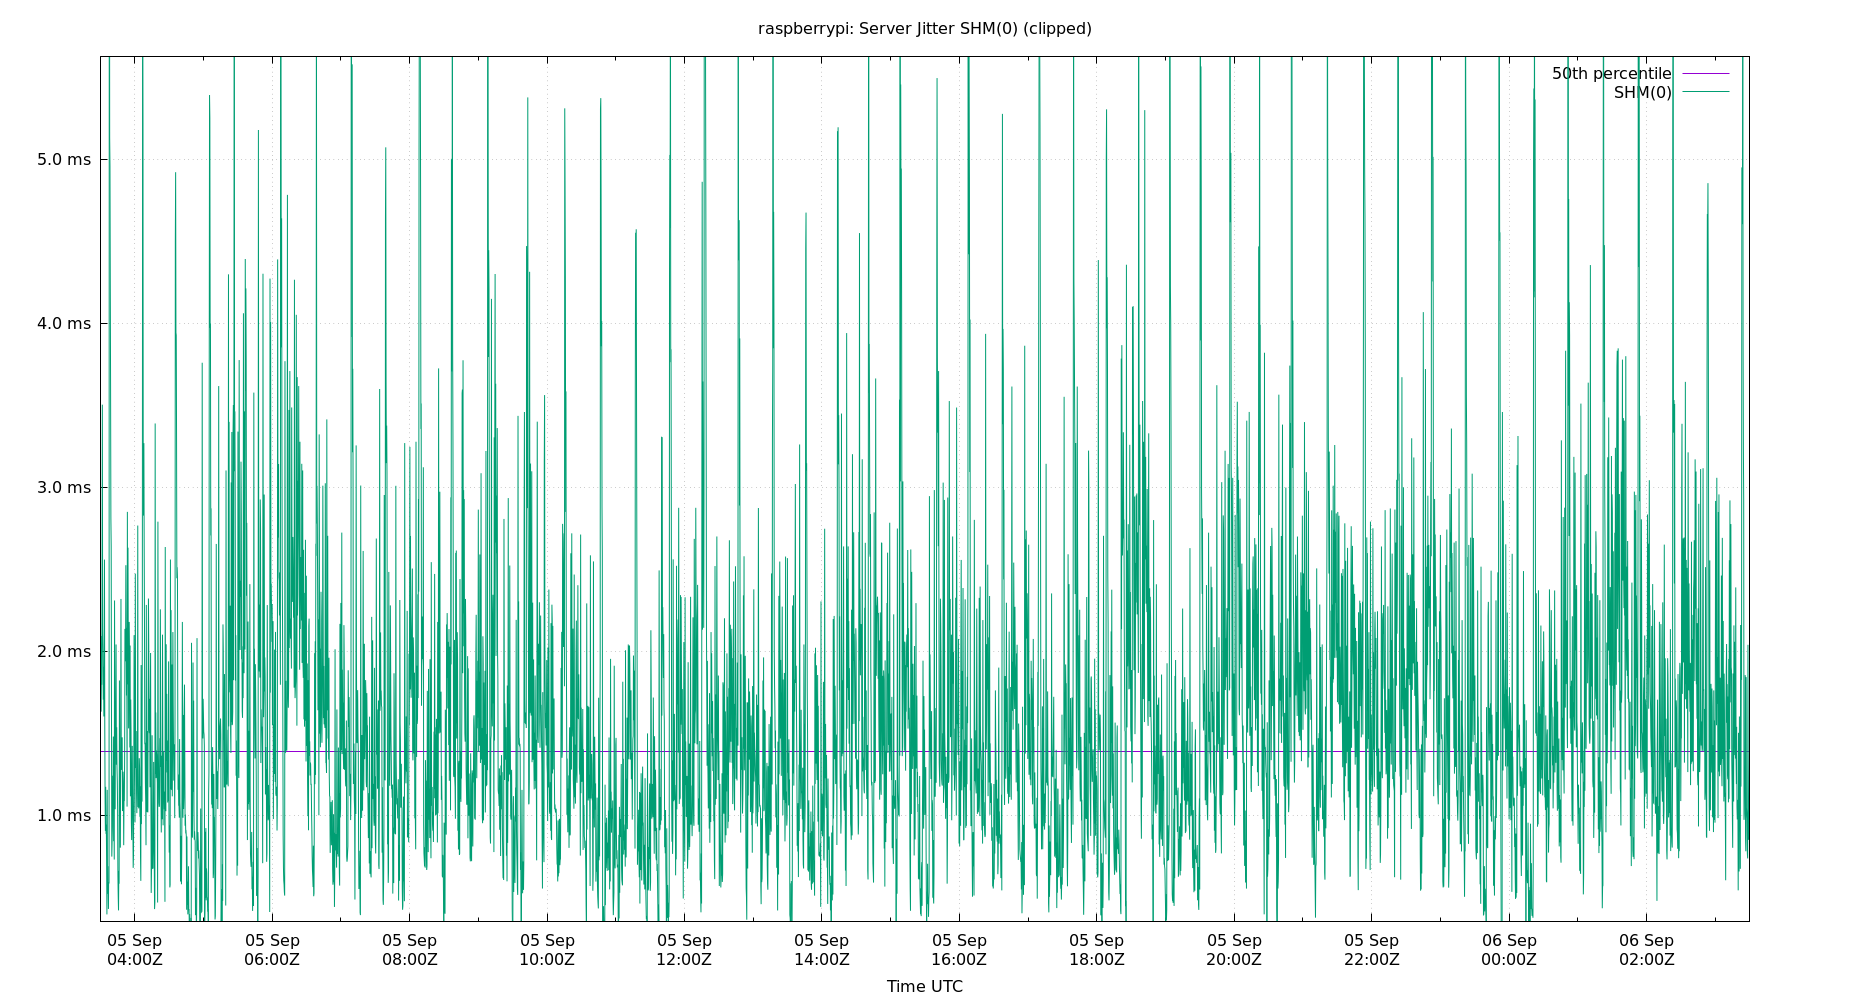 raspberrypi: Server Jitter SHM(0) (clipped)
50th percentile
SHM(0)
5.0 ms
4.0 ms
3.0 ms
2.0 ms
1.0 ms
05 Sep 05 Sep 05 Sep 05 Sep 05 Sep 05 Sep 05 Sep 05 Sep 05 Sep 05 Sep 06 Sep 06 Sep
04:00Z 06:00Z 08:00Z 10:00Z 12:00Z 14:00Z 16:00Z 18:00Z 20:00Z 22:00Z 00:00Z 02:00Z
Time UTC